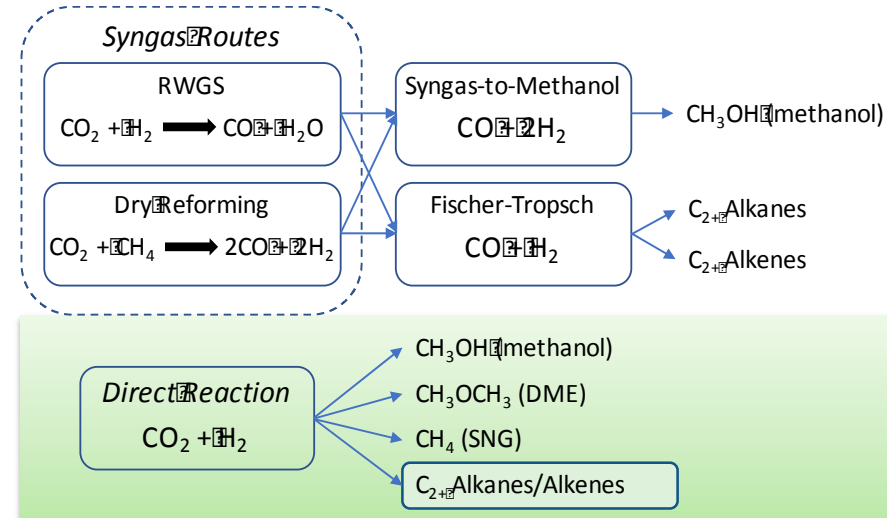 Syngas Routes
RWGS
CO₂ + H₂ → CO + H₂O
Syngas-to-Methanol
CO + 2H₂
CH₃OH (methanol)
Dry Reforming
CO₂ + CH₄ → 2CO + 2H₂
Fischer-Tropsch
CO + H₂
C₂₊ Alkanes
C₂₊ Alkenes
Direct Reaction
CO₂ + H₂
CH₃OH (methanol)
CH₃OCH₃ (DME)
CH₄ (SNG)
C₂₊ Alkanes/Alkenes